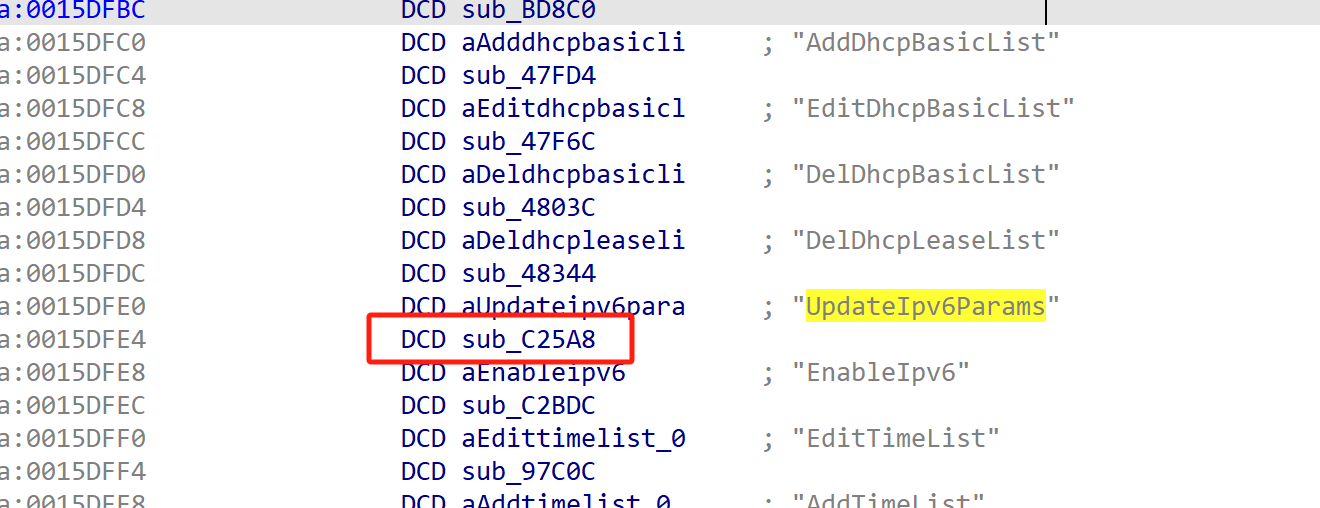 a:0015DFBC DCD sub_BD8C0
a:0015DFC0 DCD aAdddhcpbasicli ; "AddDhcpBasicList"
a:0015DFC4 DCD sub_47FD4
a:0015DFC8 DCD aEditdhcpbasicl ; "EditDhcpBasicList"
a:0015DFCC DCD sub_47F6C
a:0015DFD0 DCD aDeldhcpbasicli ; "DelDhcpBasicList"
a:0015DFD4 DCD sub_4803C
a:0015DFD8 DCD aDeldhcpleaseli ; "DelDhcpLeaseList"
a:0015DFDC DCD sub_48344
a:0015DFE0 DCD aUpdateipv6para ; "UpdateIpv6Params"
a:0015DFE4 DCD sub_C25A8
a:0015DFE8 DCD aEnableipv6 ; "EnableIpv6"
a:0015DFEC DCD sub_C2BDC
a:0015DFF0 DCD aEdittimelist_0 ; "EditTimeList"
a:0015DFF4 DCD sub_97C0C
a:0015DFF8 DCD aAddtimelist_0 ; "AddTimeList"